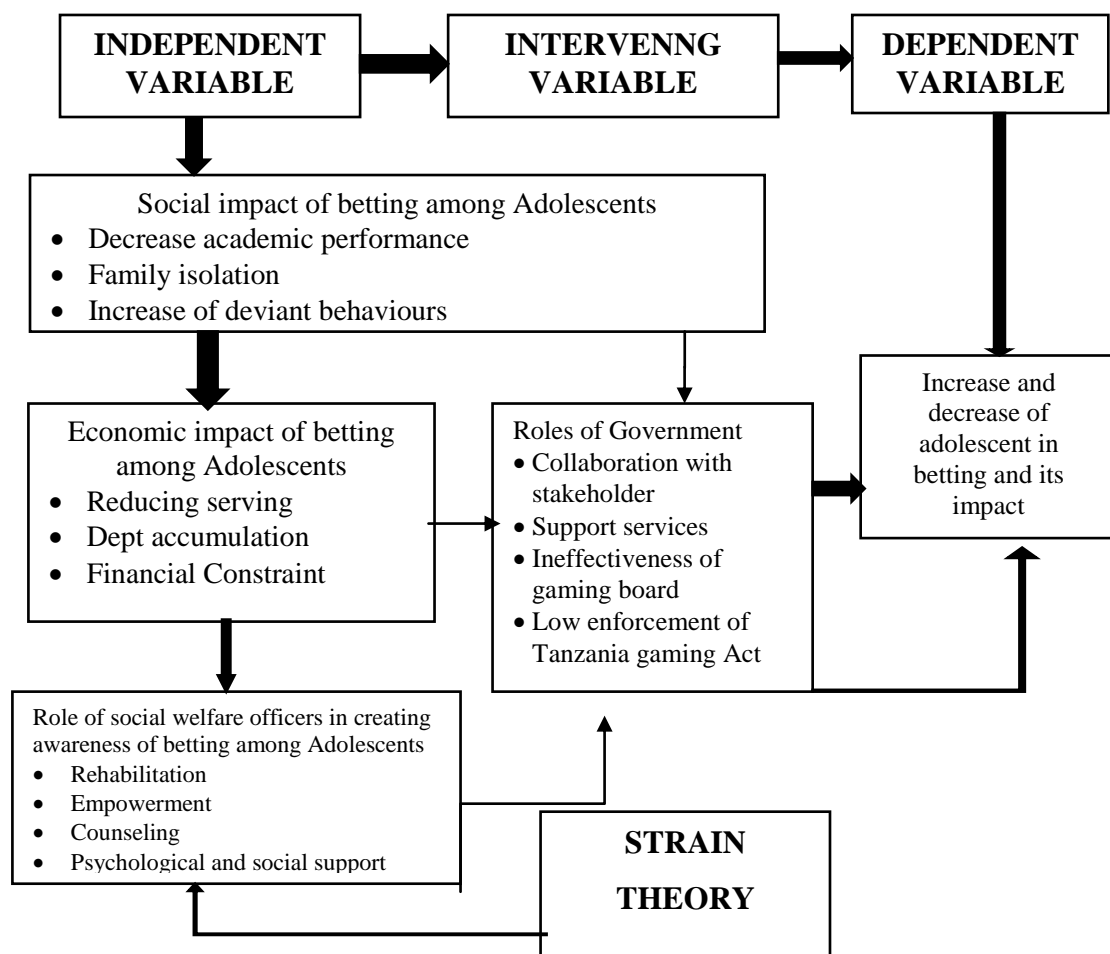 INDEPENDENT
VARIABLE
INTERVENNG
VARIABLE
DEPENDENT
VARIABLE
Social impact of betting among Adolescents
• Decrease academic performance
• Family isolation
• Increase of deviant behaviours
Economic impact of betting
among Adolescents
• Reducing serving
• Dept accumulation
• Financial Constraint
Roles of Government
• Collaboration with
stakeholder
• Support services
• Ineffectiveness of
gaming board
• Low enforcement of
Tanzania gaming Act
Increase and
decrease of
adolescent in
betting and its
impact
Role of social welfare officers in creating
awareness of betting among Adolescents
• Rehabilitation
• Empowerment
• Counseling
• Psychological and social support
STRAIN
THEORY